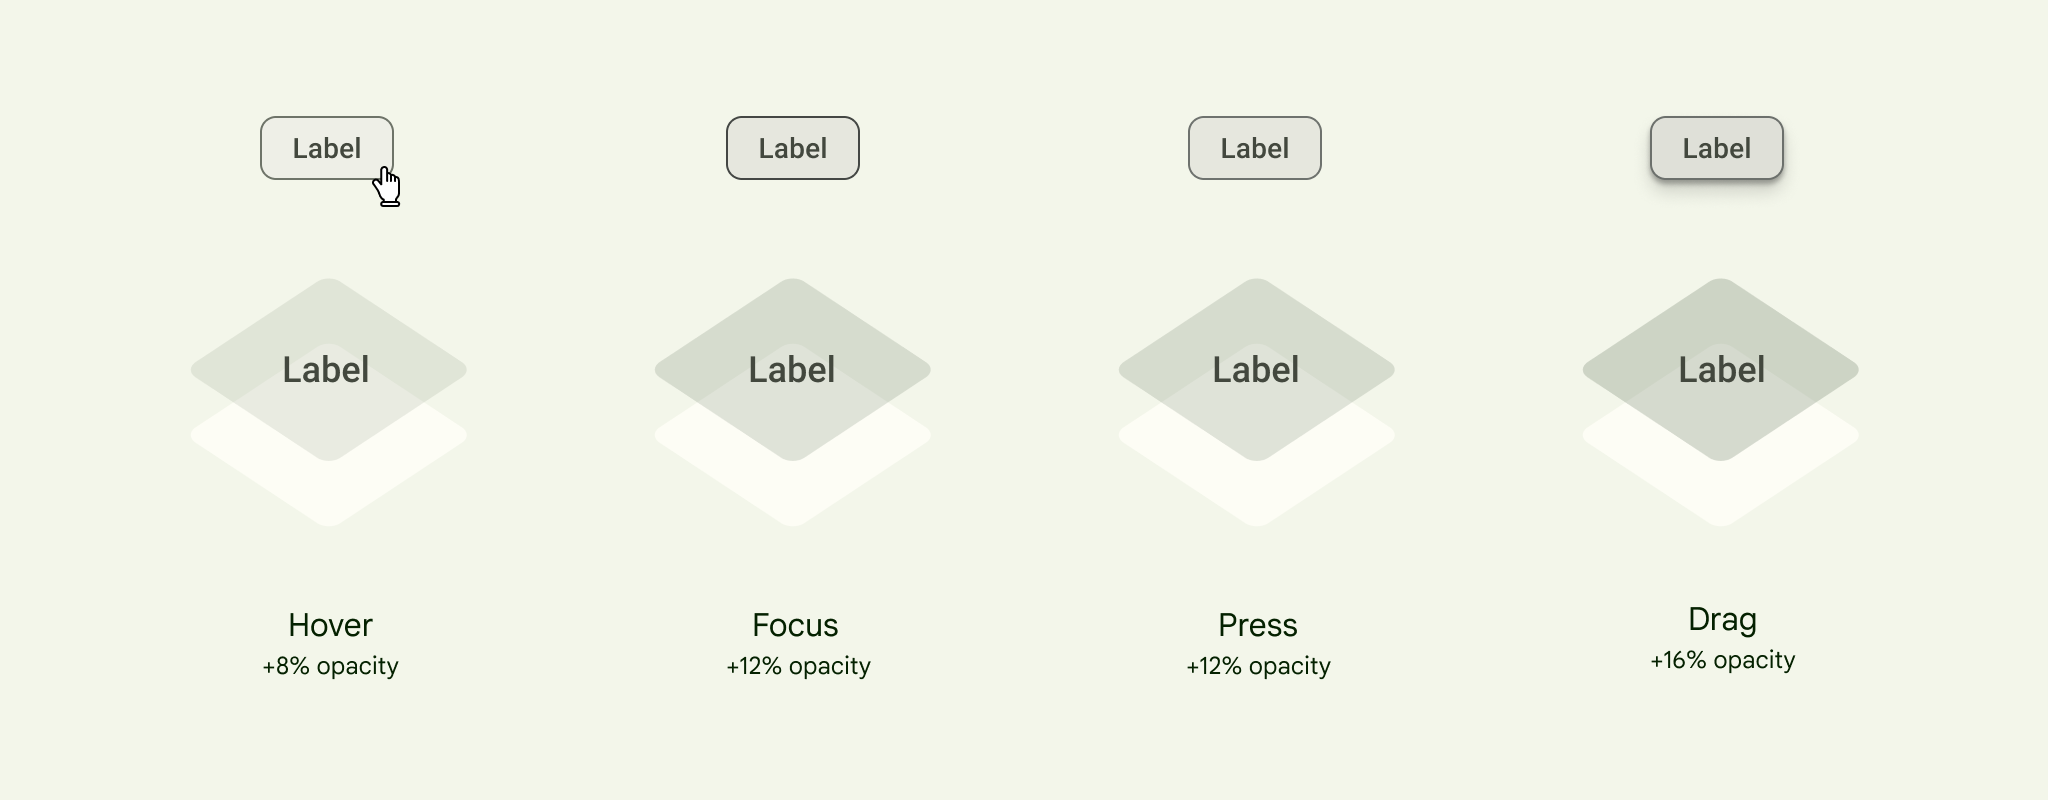 Label
Label
Label
Label
Label
Label
Label
Label
Hover
+8% opacity
Focus
+12% opacity
Press
+12% opacity
Drag
+16% opacity